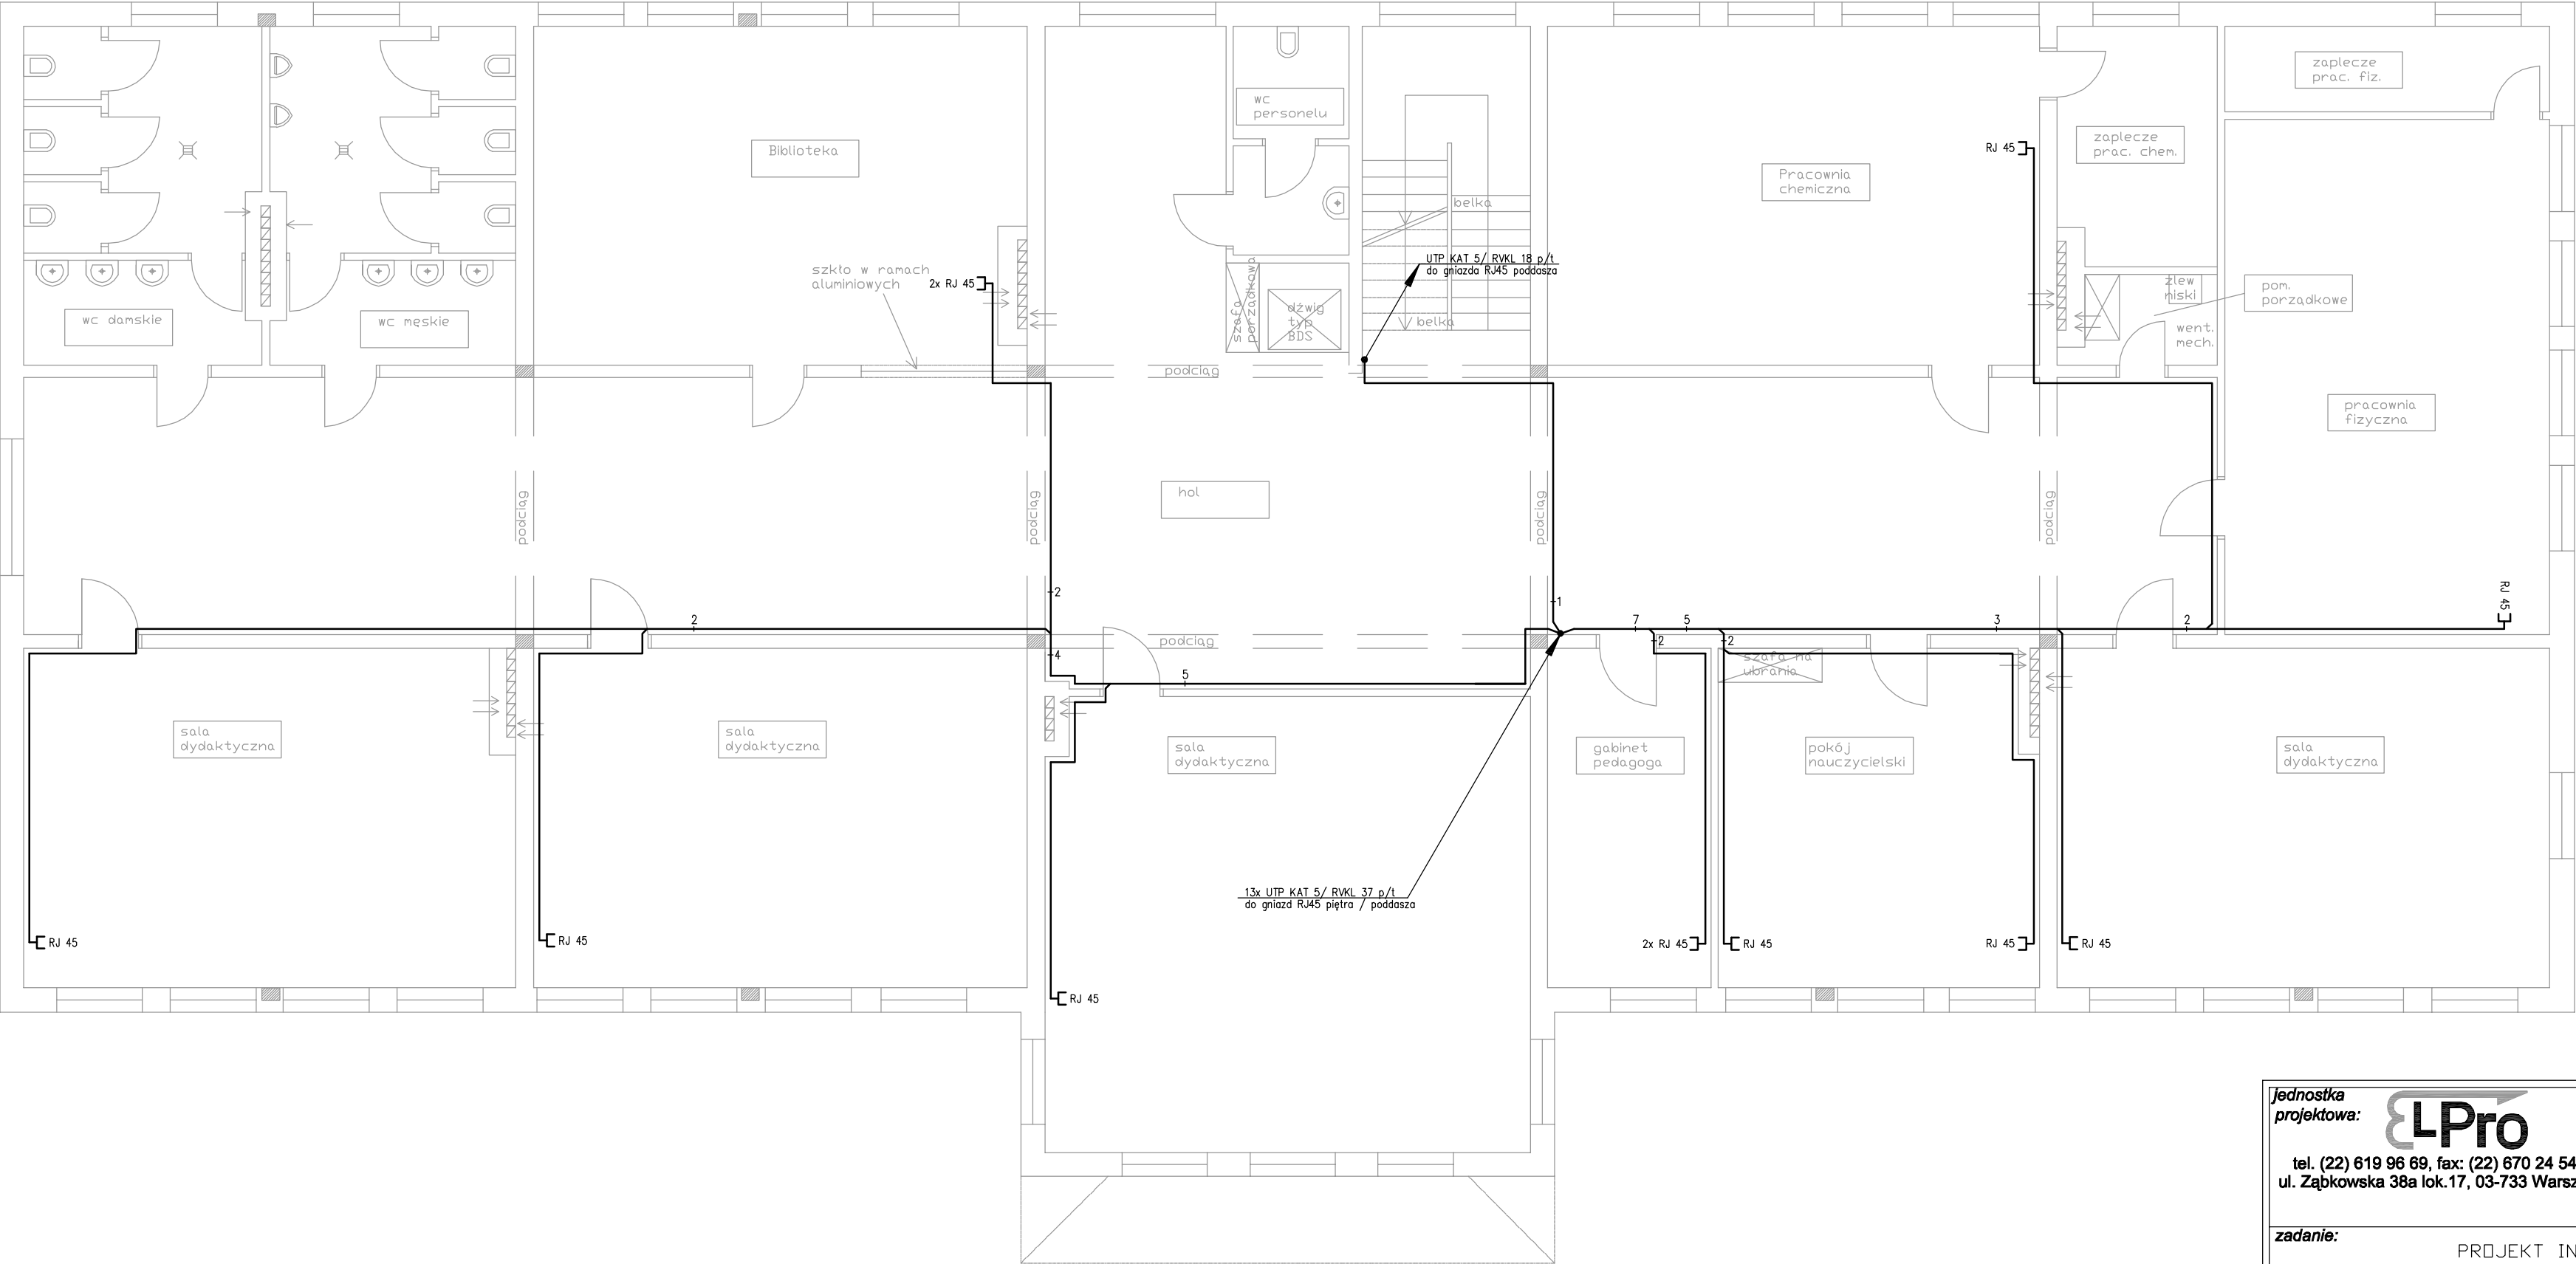 zaplecze
prac. fiz.
wc
personelu
zaplecze
prac. chem.
Biblioteka
RJ 45
Pracownia
chemiczna
belka
UTP KAT 5/ RVKL 18 p/t
do gniazda RJ45 poddasza
szkło w ramach
aluminiowych
2x RJ 45
szafa
porządkowa
dźwig
typ
BDS
belka
zlew
niski
pom.
porządkowe
went.
mech.
wc damskie
wc męskie
podciąg
pracownia
fizyczna
hol
podciąg
podciąg
podciąg
podciąg
2
1
RJ 45
2
7
5
3
2
podciąg
2
2
4
5
szafa na
ubrania
sala
dydaktyczna
sala
dydaktyczna
sala
dydaktyczna
gabinet
pedagoga
pokój
nauczycielski
sala
dydaktyczna
13x UTP KAT 5/ RVKL 37 p/t
do gniazd RJ45 piętra / poddasza
RJ 45
RJ 45
2x RJ 45
RJ 45
RJ 45
RJ 45
RJ 45
jednostka
projektowa:
ELPro
tel. (22) 619 96 69, fax: (22) 670 24 54
ul. Ząbkowska 38a lok.17, 03-733 Warsz
zadanie:
PROJEKT IN